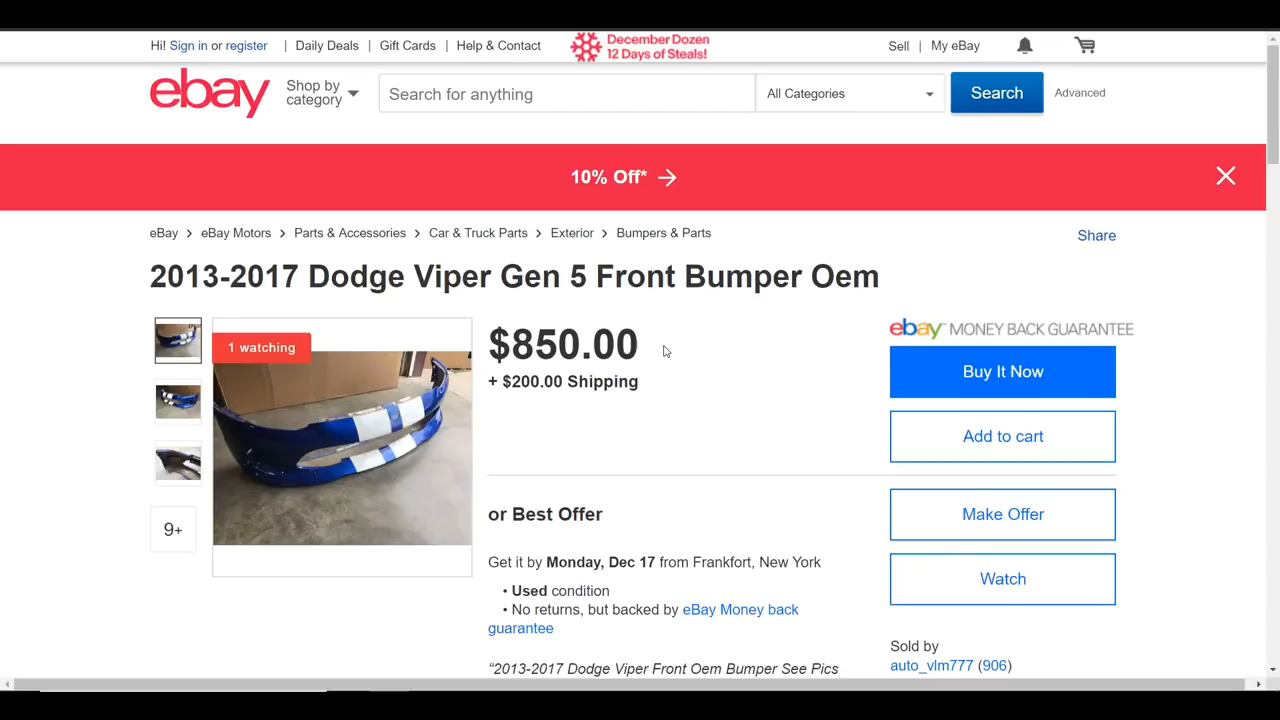 Hi! Sign in or register | Daily Deals | Gift Cards | Help & Contact
December Dozen
12 Days of Steals!
Sell | My eBay
ebay
Shop by
category
Search for anything
All Categories
Search
Advanced
10% Off*
eBay > eBay Motors > Parts & Accessories > Car & Truck Parts > Exterior > Bumpers & Parts
Share
2013-2017 Dodge Viper Gen 5 Front Bumper Oem
1 watching
9+
$850.00
+ $200.00 Shipping
or Best Offer
Get it by Monday, Dec 17 from Frankfort, New York
• Used condition
• No returns, but backed by eBay Money back
guarantee
“2013-2017 Dodge Viper Front Oem Bumper See Pics
ebay MONEY BACK GUARANTEE
Buy It Now
Add to cart
Make Offer
Watch
Sold by
auto_vlm777 (906)